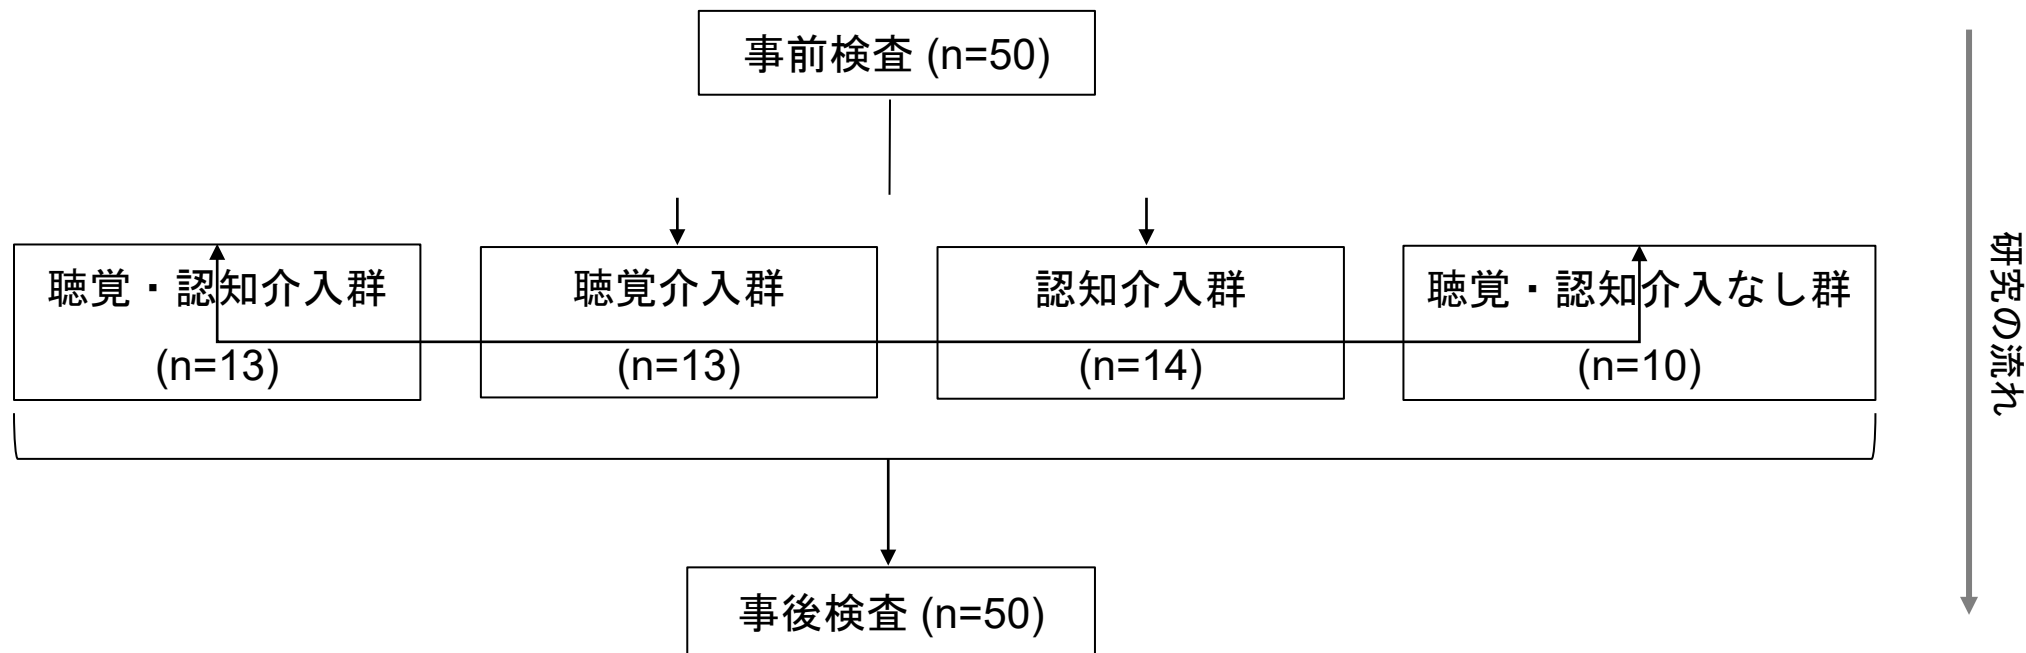 事前検査 (n=50)
聴覚・認知介入群
(n=13)
聴覚介入群
(n=13)
認知介入群
(n=14)
聴覚・認知介入なし群
(n=10)
事後検査 (n=50)
研究の流れ